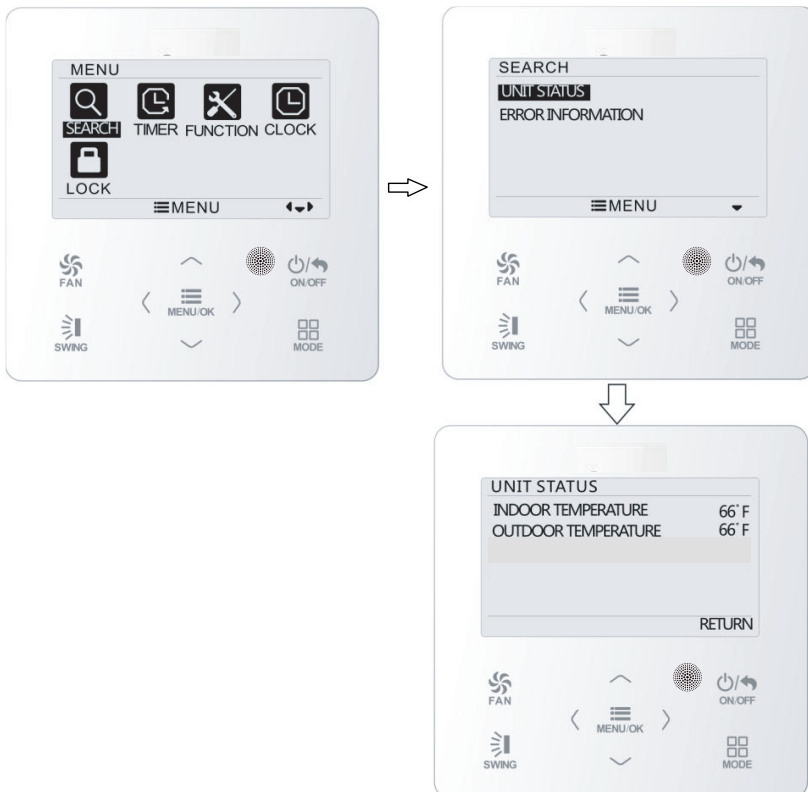 MENU
SEARCH TIMER FUNCTION CLOCK
LOCK
MENU
FAN
MENU/OK
ON/OFF
SWING
MODE
SEARCH
UNIT STATUS
ERROR INFORMATION
MENU
FAN
MENU/OK
ON/OFF
SWING
MODE
UNIT STATUS
INDOOR TEMPERATURE 66°F
OUTDOOR TEMPERATURE 66°F
RETURN
FAN
MENU/OK
ON/OFF
SWING
MODE